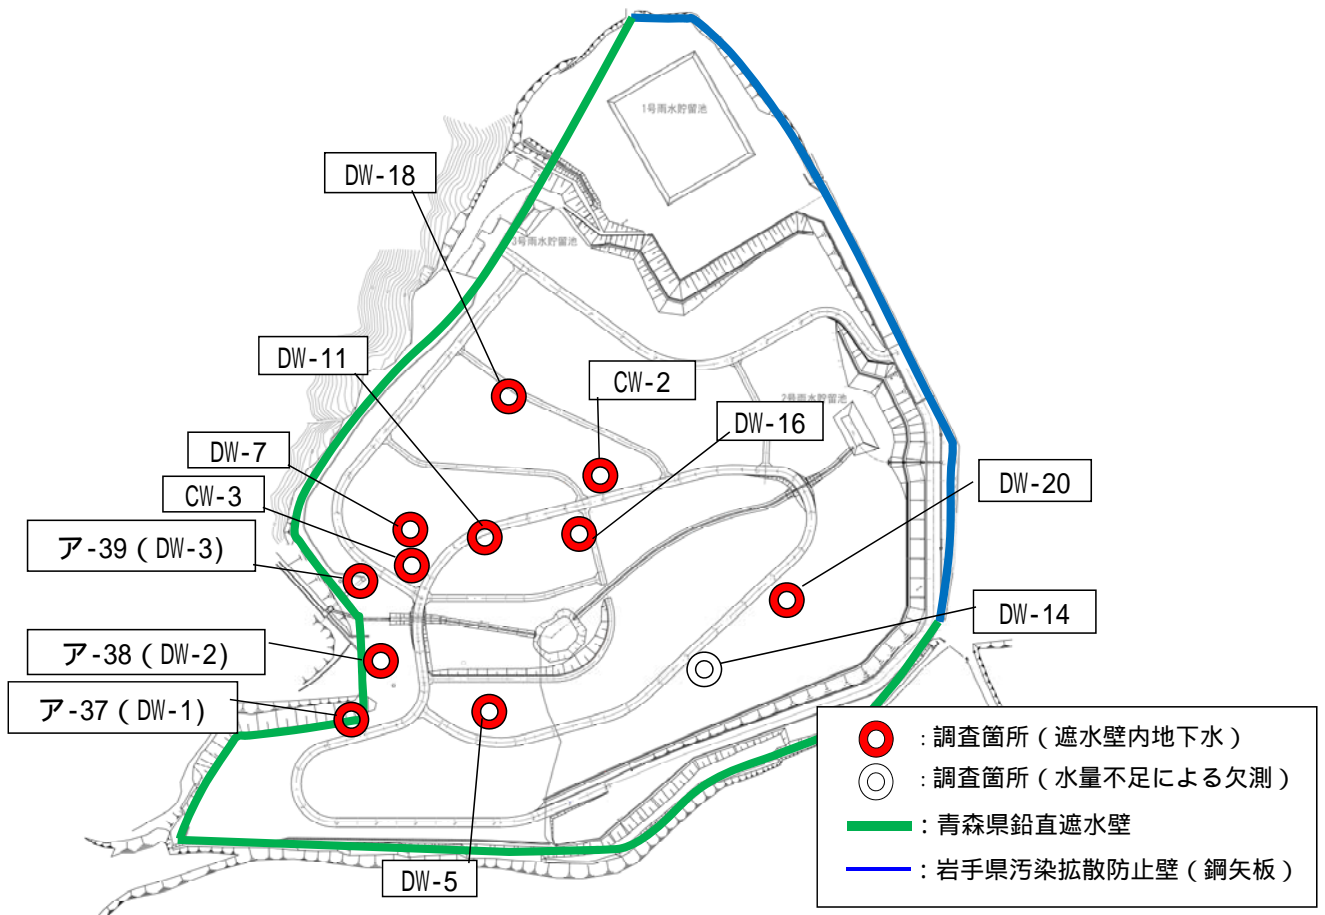 1号雨水貯留池
DW-18
3号雨水貯留池
DW-11
CW-2
2号雨水貯留池
DW-16
DW-7
DW-20
CW-3
ア-39（DW-3）
DW-14
ア-38（DW-2）
ア-37（DW-1）
：調査箇所（遮水壁内地下水）
：調査箇所（水量不足による欠測）
：青森県鉛直遮水壁
：岩手県汚染拡散防止壁（鋼矢板）
DW-5